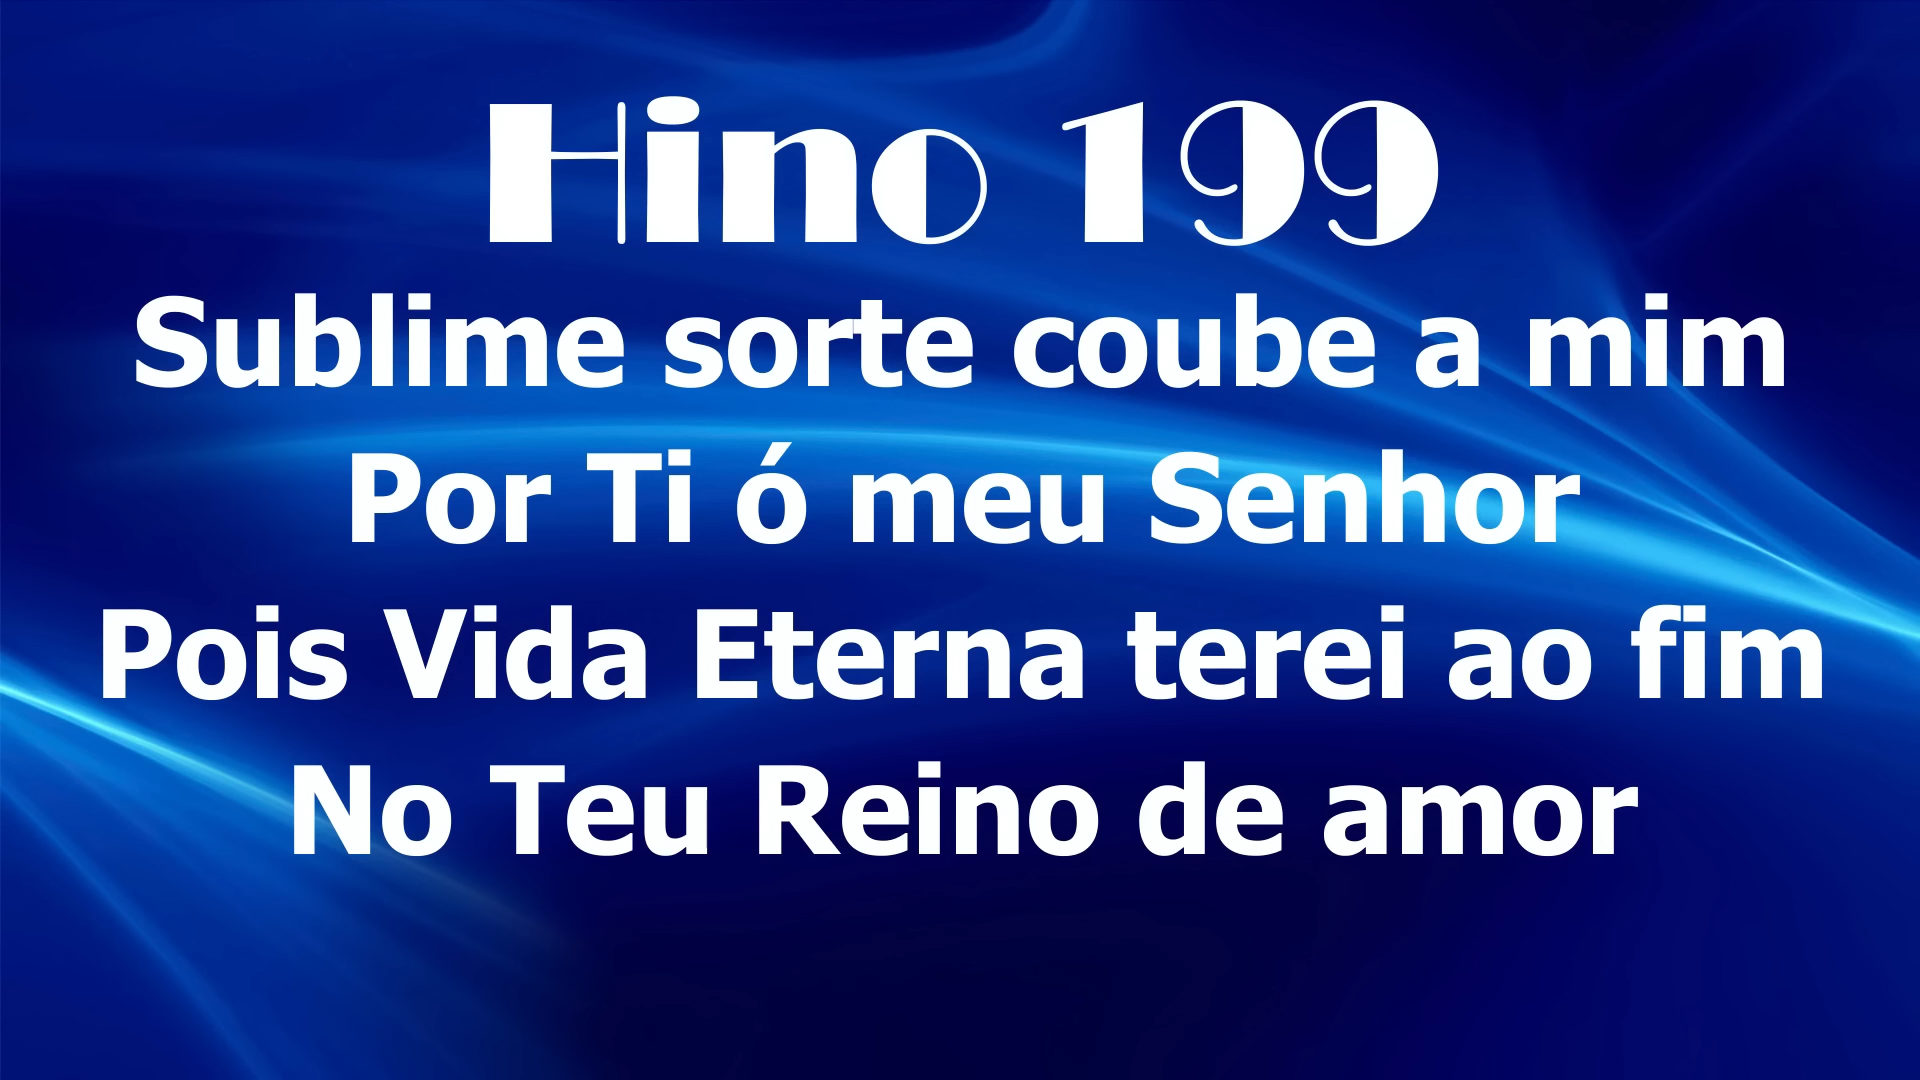 Hino 199
Sublime sorte coube a mim
Por Ti ó meu Senhor
Pois Vida Eterna terei ao fim
No Teu Reino de amor